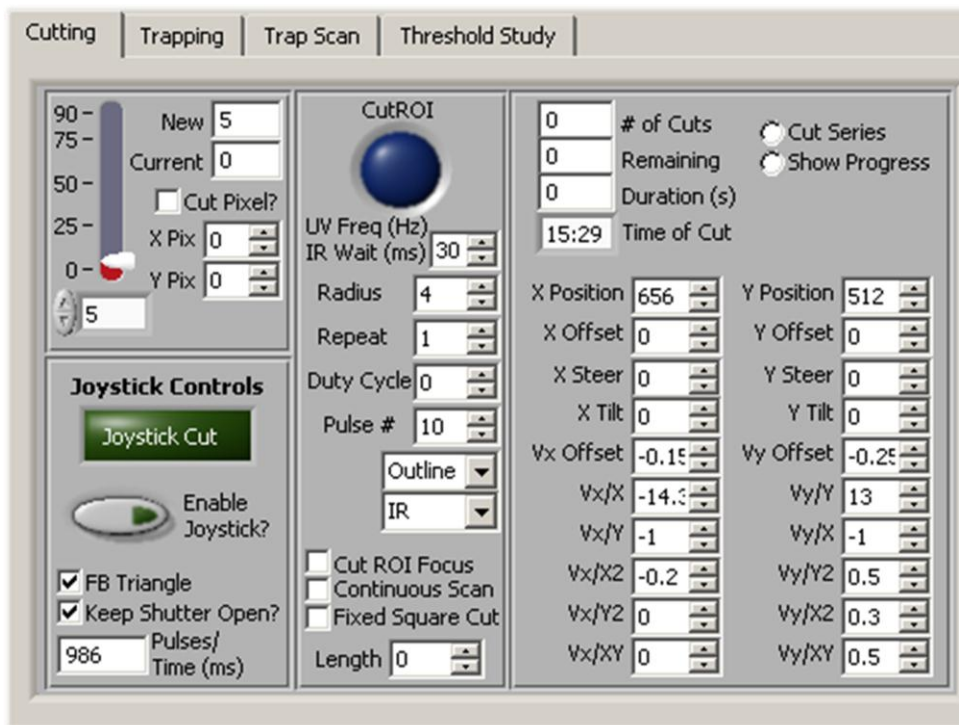 Cutting Trapping Trap Scan Threshold Study
90
75
50
25
0
New 5
Current 0
Cut Pixel?
X Pix 0
Y Pix 0
5
Joystick Controls
Joystick Cut
Enable
Joystick?
FB Triangle
Keep Shutter Open?
986 Pulses/
Time (ms)
CutROI
UV Freq (Hz)
IR Wait (ms) 30
Radius 4
Repeat 1
Duty Cycle 0
Pulse # 10
Outline
IR
Cut ROI Focus
Continuous Scan
Fixed Square Cut
Length 0
0 # of Cuts
0 Remaining
0 Duration (s)
15:29 Time of Cut
Cut Series
Show Progress
X Position 656 Y Position 512
X Offset 0 Y Offset 0
X Steer 0 Y Steer 0
X Tilt 0 Y Tilt 0
Vx Offset -0.15 Vy Offset -0.25
Vx/X -14.3 Vy/Y 13
Vx/Y -1 Vy/X -1
Vx/X2 -0.2 Vy/Y2 0.5
Vx/Y2 0 Vy/X2 0.3
Vx/XY 0 Vy/XY 0.5